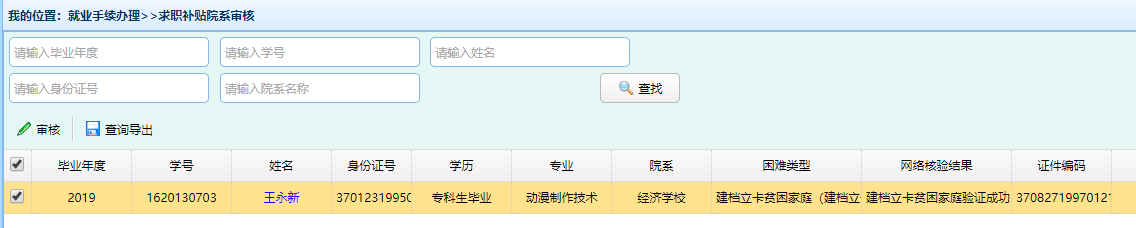 我的位置：就业手续办理>>求职补贴院系审核
请输入毕业年度 请输入学号 请输入姓名
请输入身份证号 请输入院系名称 查找
审核 查询导出
毕业年度 学号 姓名 身份证号 学历 专业 院系 困难类型 网络核验结果 证件编码
2019 1620130703 王永新 37012319950 专科生毕业 动漫制作技术 经济学校 建档立卡贫困家庭（建档立 建档立卡贫困家庭验证成功 37082719970121